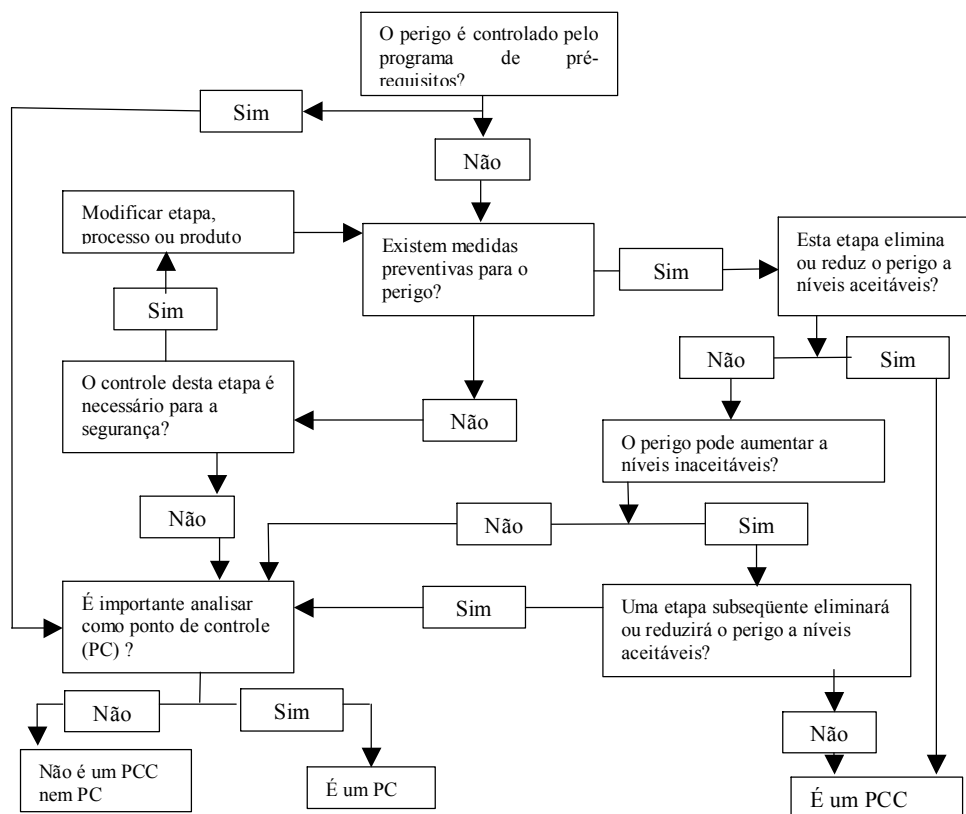 O perigo é controlado pelo
programa de pré-
requisitos?
Sim
Não
Modificar etapa,
processo ou produto
Existem medidas
preventivas para o
perigo?
Sim
Esta etapa elimina
ou reduz o perigo a
níveis aceitáveis?
Sim
Não
Sim
O controle desta etapa é
necessário para a
segurança?
Não
O perigo pode aumentar a
níveis inaceitáveis?
Não
Não
Sim
É importante analisar
como ponto de controle
(PC) ?
Sim
Uma etapa subseqüente eliminará
ou reduzirá o perigo a níveis
aceitáveis?
Não
Sim
Não
Não é um PCC
nem PC
É um PC
É um PCC